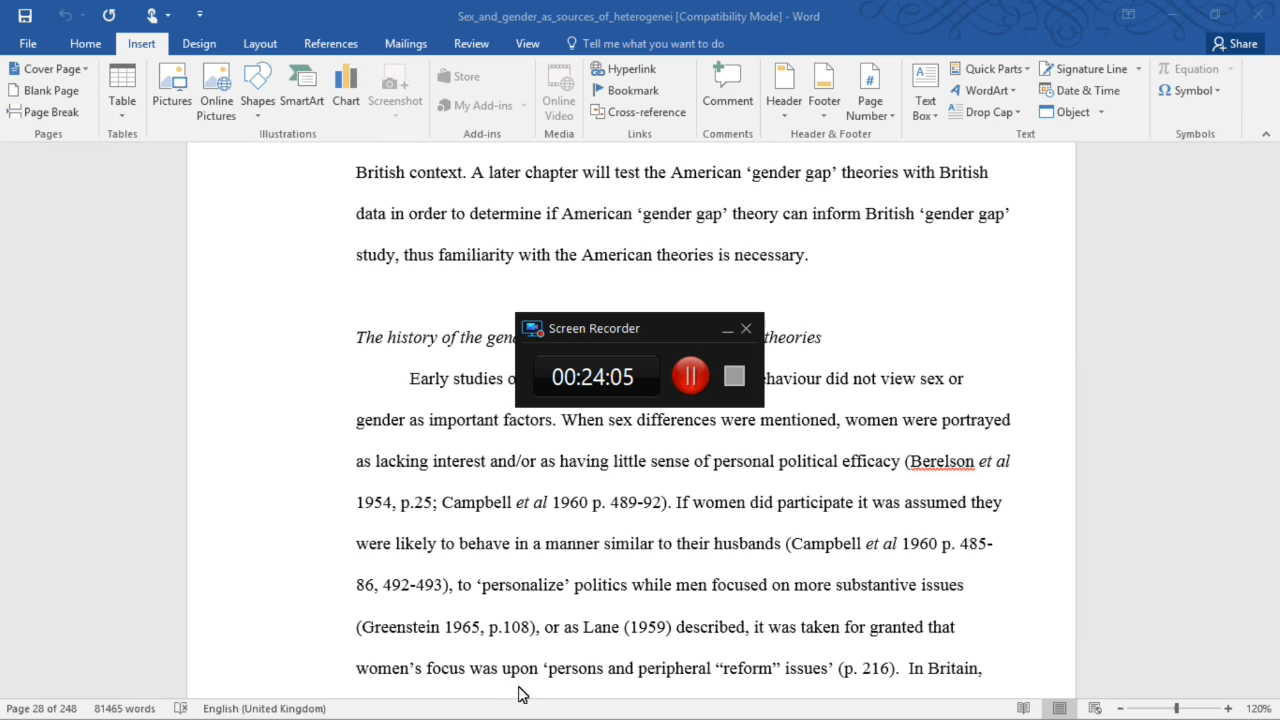 Sex_and_gender_as_sources_of_heterogenei [Compatibility Mode] - Word
File Home Insert Design Layout References Mailings Review View Tell me what you want to do Share
Cover Page
Blank Page
Page Break
Pages
Table
Tables
Pictures
Online Pictures
Shapes
SmartArt
Chart
Screenshot
Illustrations
Store
My Add-ins
Add-ins
Online Video
Media
Hyperlink
Bookmark
Cross-reference
Links
Comment
Comments
Header
Footer
Page Number
Header & Footer
Text Box
Quick Parts
WordArt
Drop Cap
Signature Line
Date & Time
Object
Text
Equation
Symbol
Symbols
British context. A later chapter will test the American ‘gender gap’ theories with British
data in order to determine if American ‘gender gap’ theory can inform British ‘gender gap’
study, thus familiarity with the American theories is necessary.
The history of the gen theories
Screen Recorder
00:24:05
Early studies o haviour did not view sex or
gender as important factors. When sex differences were mentioned, women were portrayed
as lacking interest and/or as having little sense of personal political efficacy (Berelson et al
1954, p.25; Campbell et al 1960 p. 489-92). If women did participate it was assumed they
were likely to behave in a manner similar to their husbands (Campbell et al 1960 p. 485-
86, 492-493), to ‘personalize’ politics while men focused on more substantive issues
(Greenstein 1965, p.108), or as Lane (1959) described, it was taken for granted that
women’s focus was upon ‘persons and peripheral “reform” issues’ (p. 216). In Britain,
Page 28 of 248 81465 words English (United Kingdom) 120%